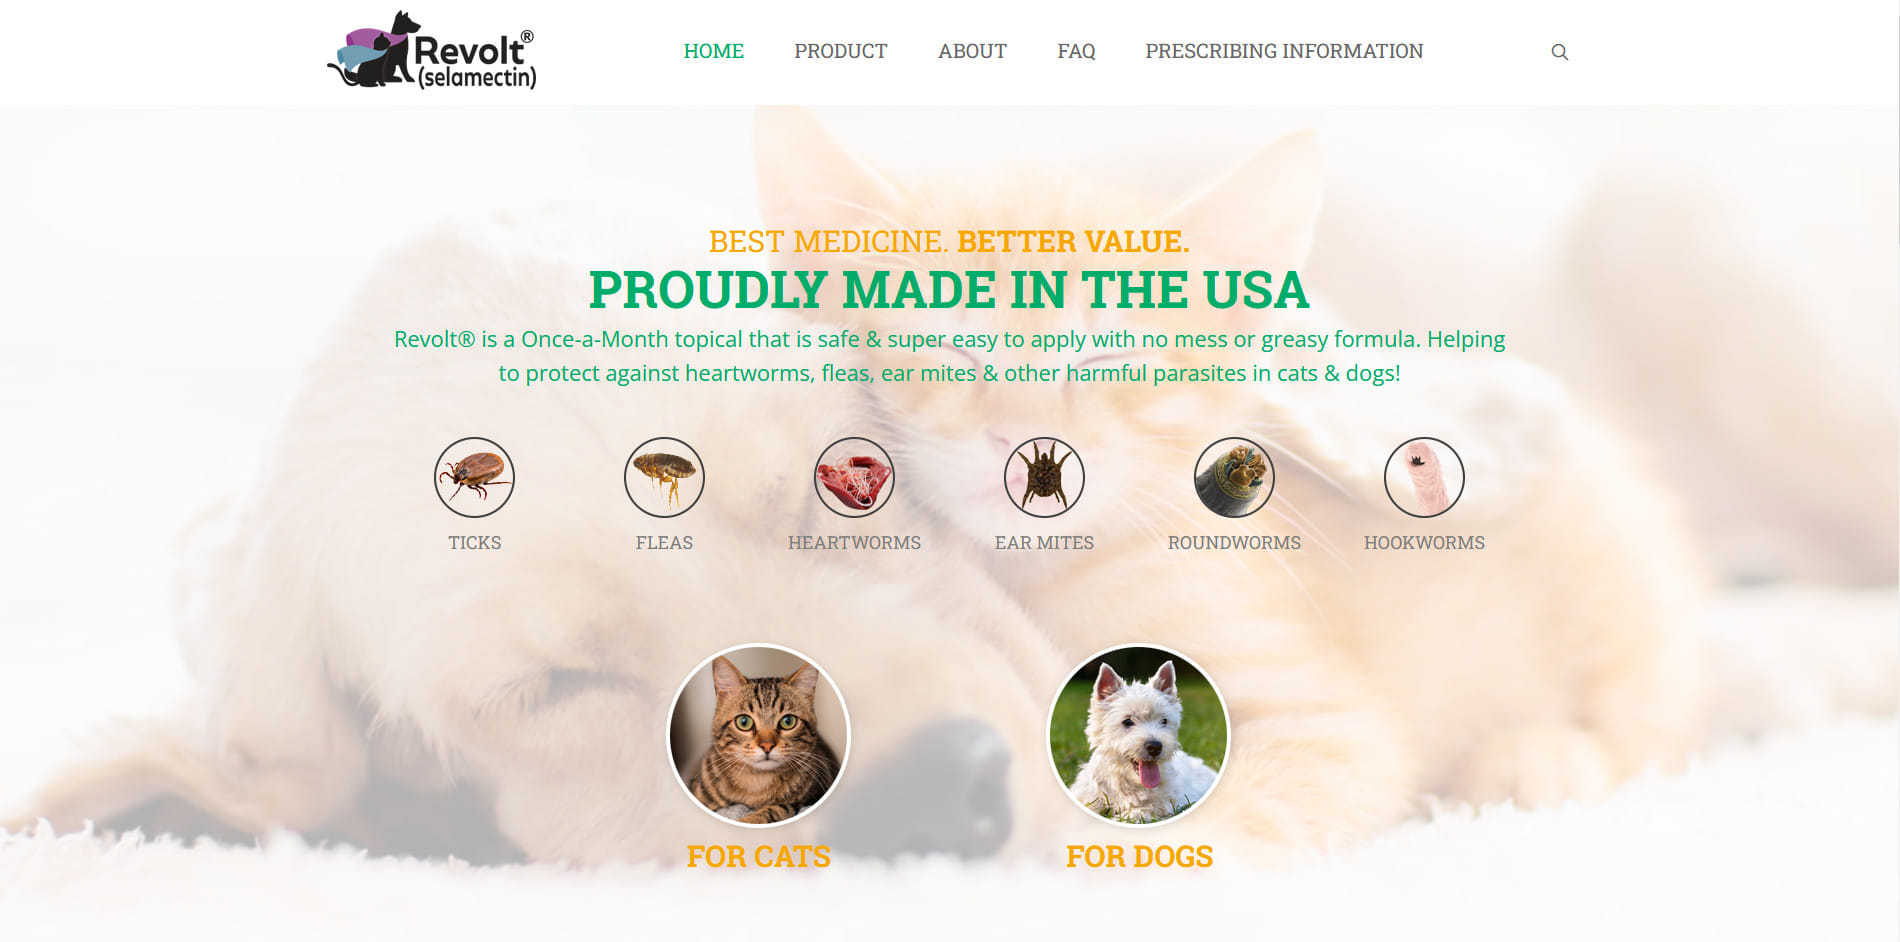 Revolt®
(selamectin)
HOME PRODUCT ABOUT FAQ PRESCRIBING INFORMATION
BEST MEDICINE. BETTER VALUE.
PROUDLY MADE IN THE USA
Revolt® is a Once-a-Month topical that is safe & super easy to apply with no mess or greasy formula. Helping
to protect against heartworms, fleas, ear mites & other harmful parasites in cats & dogs!
TICKS FLEAS HEARTWORMS EAR MITES ROUNDWORMS HOOKWORMS
FOR CATS FOR DOGS